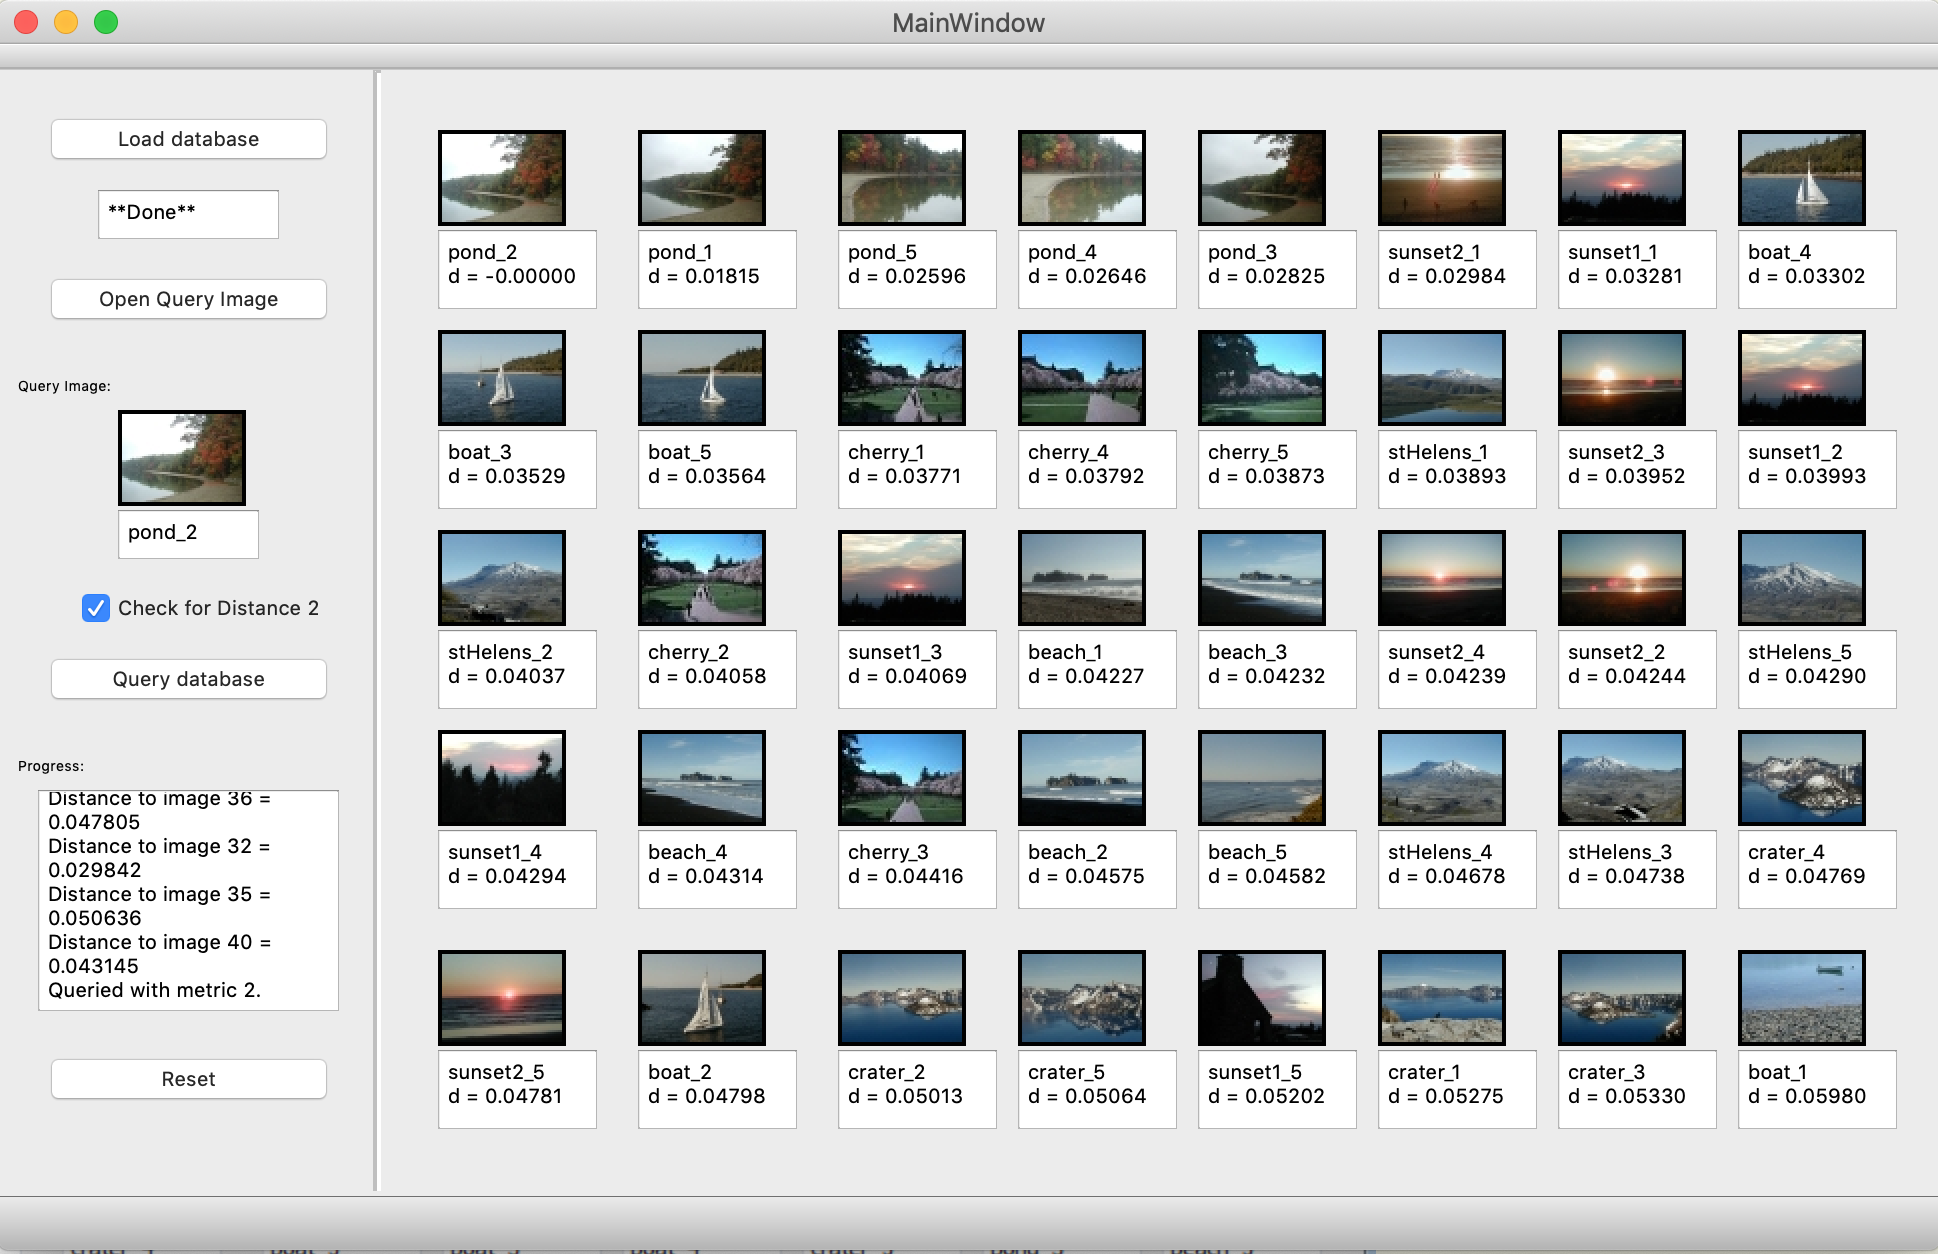 MainWindow
Load database
**Done**
Open Query Image
Query Image:
pond_2
Check for Distance 2
Query database
Progress:
Distance to image 36 =
0.047805
Distance to image 32 =
0.029842
Distance to image 35 =
0.050636
Distance to image 40 =
0.043145
Queried with metric 2.
Reset
pond_2
d = -0.00000
pond_1
d = 0.01815
pond_5
d = 0.02596
pond_4
d = 0.02646
pond_3
d = 0.02825
sunset2_1
d = 0.02984
sunset1_1
d = 0.03281
boat_4
d = 0.03302
boat_3
d = 0.03529
boat_5
d = 0.03564
cherry_1
d = 0.03771
cherry_4
d = 0.03792
cherry_5
d = 0.03873
stHelens_1
d = 0.03893
sunset2_3
d = 0.03952
sunset1_2
d = 0.03993
stHelens_2
d = 0.04037
cherry_2
d = 0.04058
sunset1_3
d = 0.04069
beach_1
d = 0.04227
beach_3
d = 0.04232
sunset2_4
d = 0.04239
sunset2_2
d = 0.04244
stHelens_5
d = 0.04290
sunset1_4
d = 0.04294
beach_4
d = 0.04314
cherry_3
d = 0.04416
beach_2
d = 0.04575
beach_5
d = 0.04582
stHelens_4
d = 0.04678
stHelens_3
d = 0.04738
crater_4
d = 0.04769
sunset2_5
d = 0.04781
boat_2
d = 0.04798
crater_2
d = 0.05013
crater_5
d = 0.05064
sunset1_5
d = 0.05202
crater_1
d = 0.05275
crater_3
d = 0.05330
boat_1
d = 0.05980